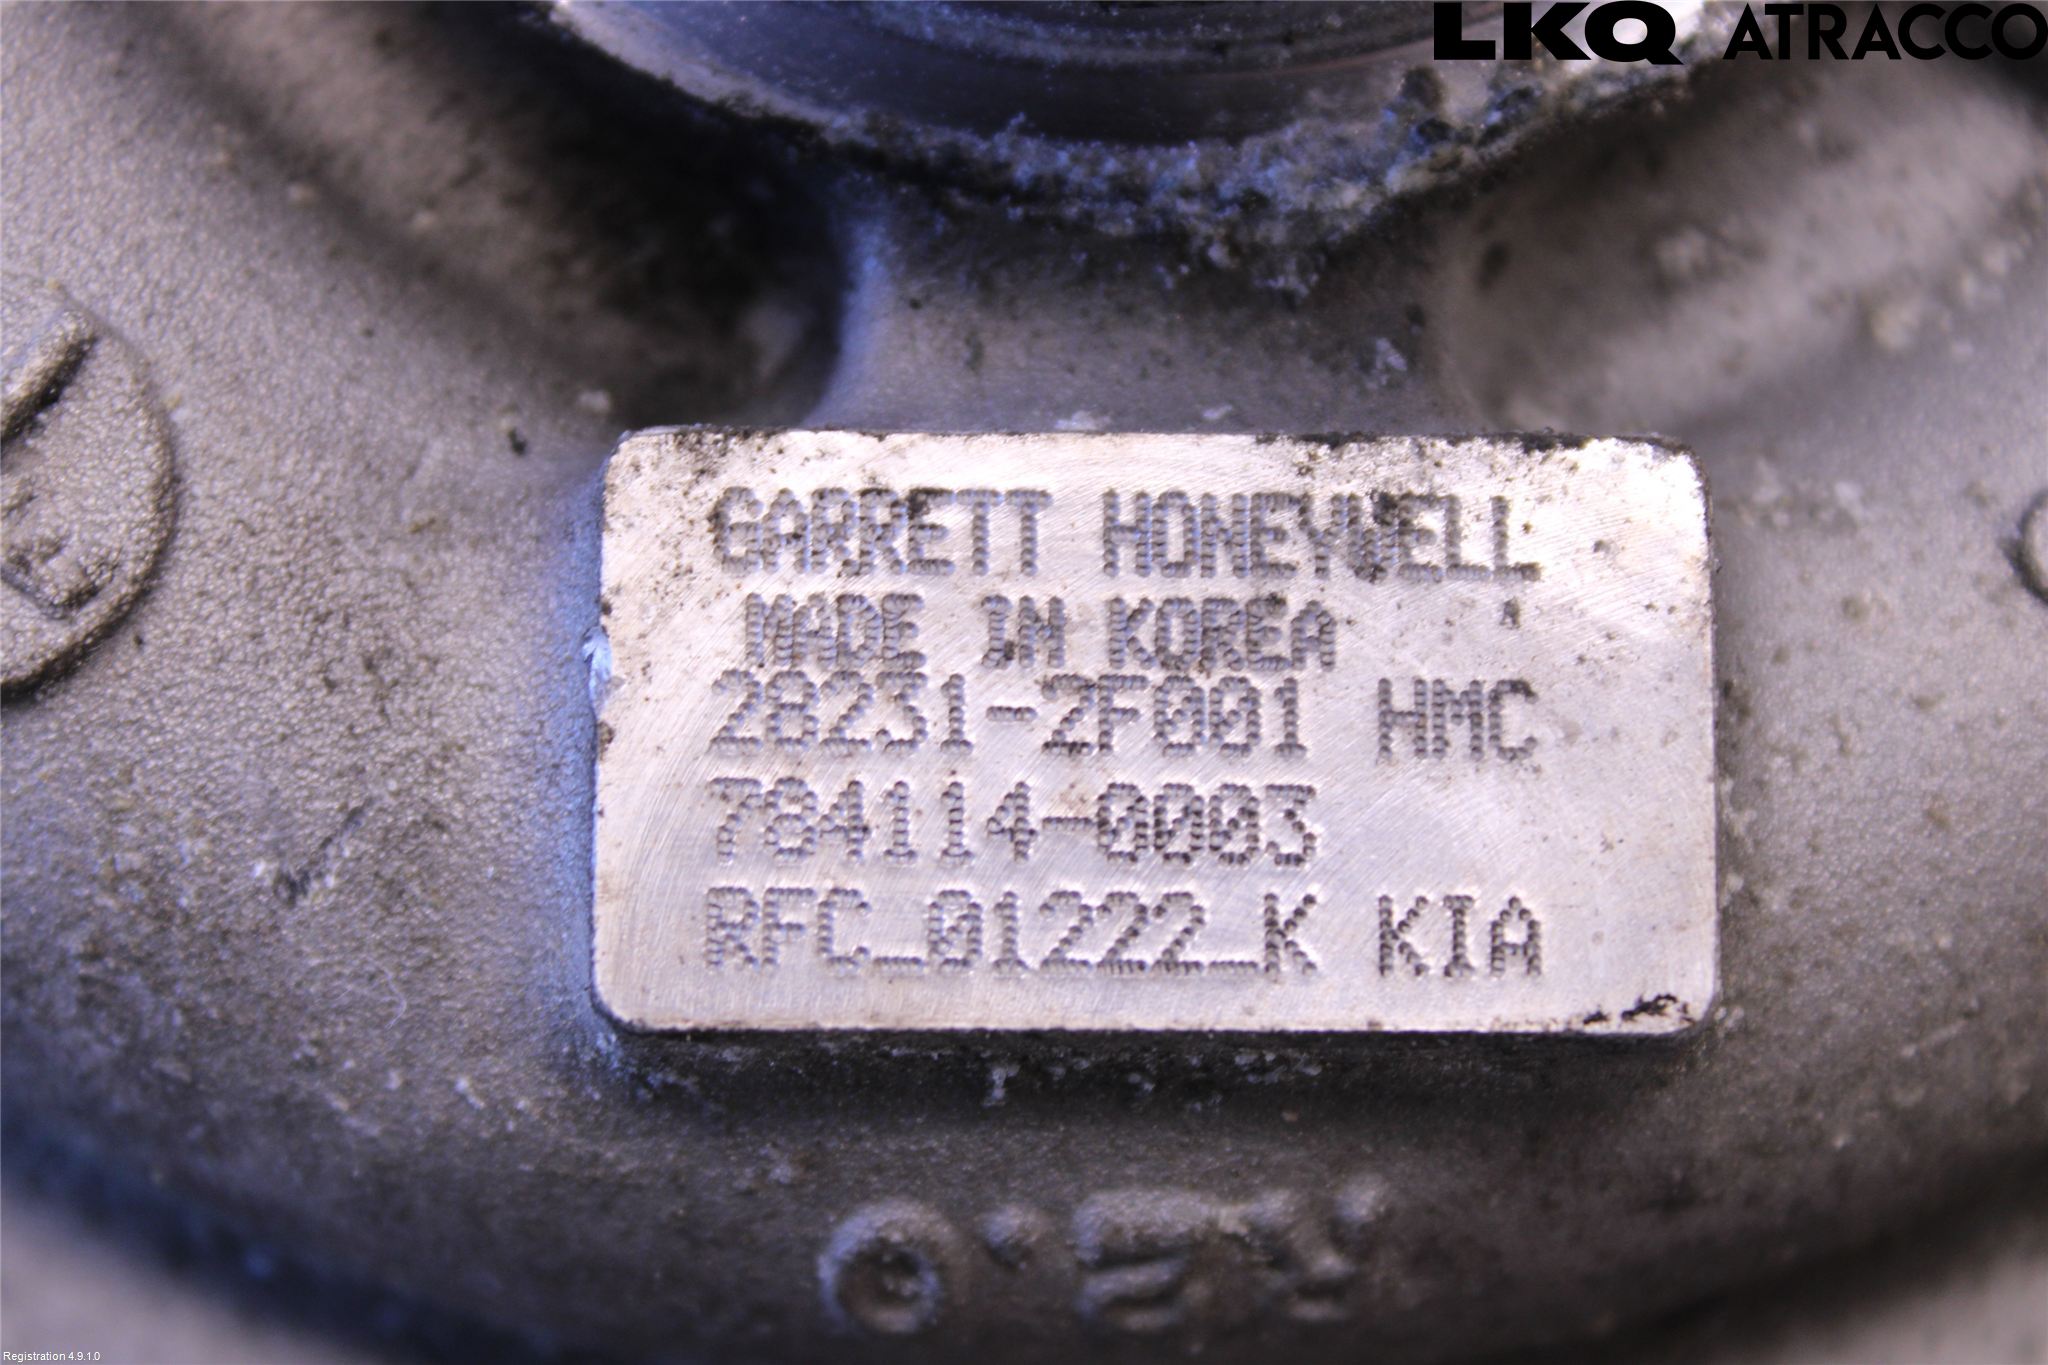 LKQ ATRACCO
GARRETT HONEYWELL
MADE IN KOREA
28231-2F001 HMC
784114-0003
RFC_01222_K KIA
Registration 4.9.1.0